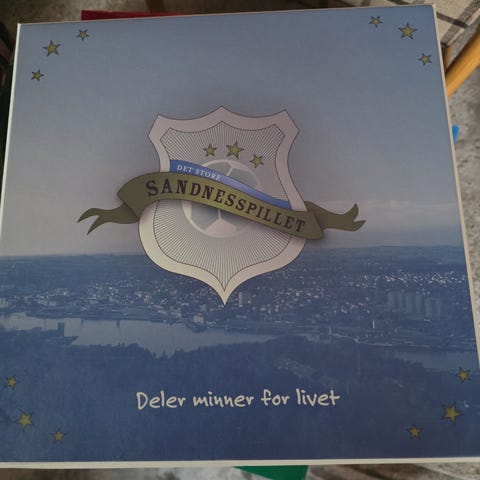 DET STORE
SANDNESSPILLET
Deler minner for livet